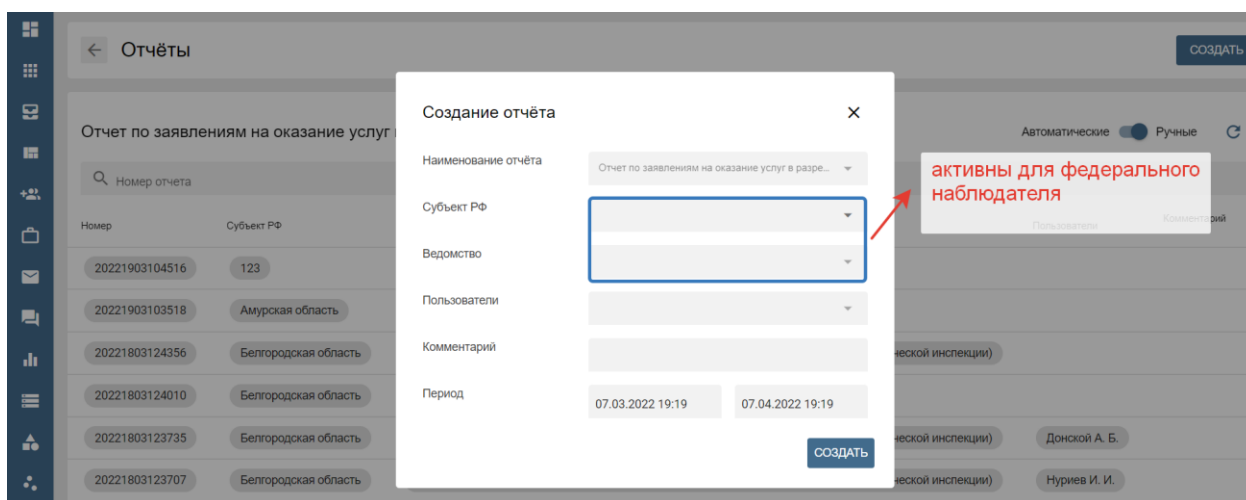 Отчёты
СОЗДАТЬ
Создание отчёта
Отчет по заявлениям на оказание услуг
Автоматические
Ручные
Наименование отчёта
Отчет по заявлениям на оказание услуг в разре...
активны для федерального
наблюдателя
Номер отчета
Субъект РФ
Номер
Субъект РФ
Пользователи
Комментарий
Ведомство
20221903104516
123
Пользователи
20221903103518
Амурская область
Комментарий
20221803124356
Белгородская область
ческой инспекции)
Период
07.03.2022 19:19
07.04.2022 19:19
20221803124010
Белгородская область
20221803123735
Белгородская область
ческой инспекции)
Донской А. Б.
СОЗДАТЬ
20221803123707
Белгородская область
ческой инспекции)
Нуриев И. И.